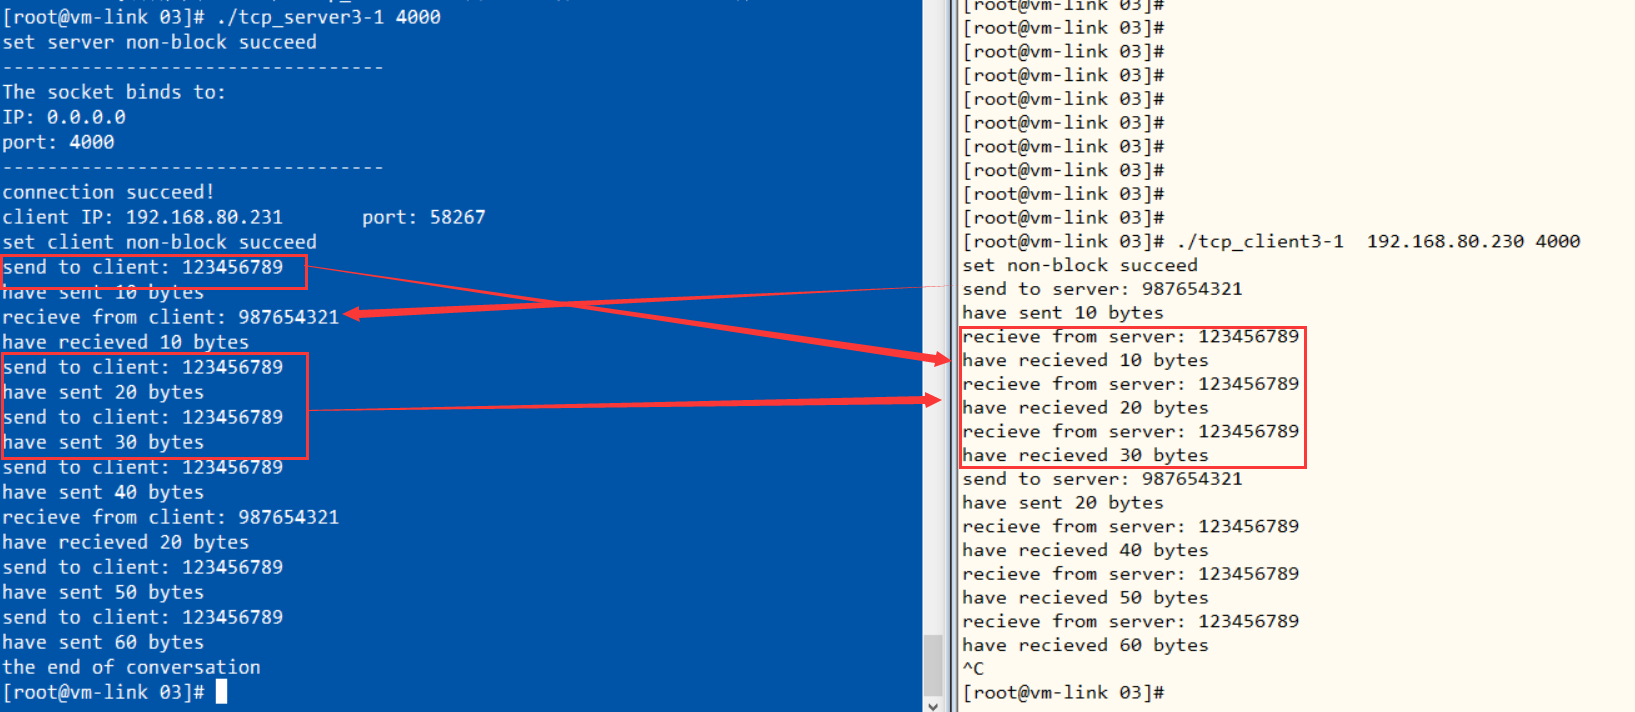 [root@vm-link 03]# ./tcp_server3-1 4000
set server non-block succeed
----------------------------------
The socket binds to:
IP: 0.0.0.0
port: 4000
----------------------------------
connection succeed!
client IP: 192.168.80.231       port: 58267
set client non-block succeed
send to client: 123456789
have sent 10 bytes
recieve from client: 987654321
have recieved 10 bytes
send to client: 123456789
have sent 20 bytes
send to client: 123456789
have sent 30 bytes
send to client: 123456789
have sent 40 bytes
recieve from client: 987654321
have recieved 20 bytes
send to client: 123456789
have sent 50 bytes
send to client: 123456789
have sent 60 bytes
the end of conversation
[root@vm-link 03]#
[root@vm-link 03]#
[root@vm-link 03]#
[root@vm-link 03]#
[root@vm-link 03]#
[root@vm-link 03]#
[root@vm-link 03]#
[root@vm-link 03]#
[root@vm-link 03]#
[root@vm-link 03]#
[root@vm-link 03]#
[root@vm-link 03]# ./tcp_client3-1  192.168.80.230 4000
set non-block succeed
send to server: 987654321
have sent 10 bytes
recieve from server: 123456789
have recieved 10 bytes
recieve from server: 123456789
have recieved 20 bytes
recieve from server: 123456789
have recieved 30 bytes
send to server: 987654321
have sent 20 bytes
recieve from server: 123456789
have recieved 40 bytes
recieve from server: 123456789
have recieved 50 bytes
recieve from server: 123456789
have recieved 60 bytes
^C
[root@vm-link 03]#